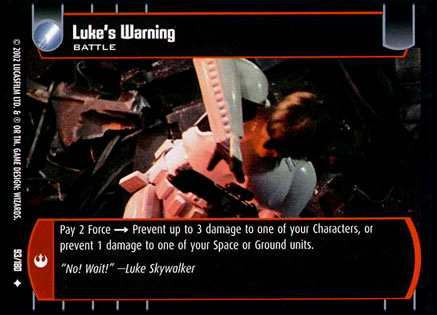 Luke's Warning
BATTLE
Pay 2 Force → Prevent up to 3 damage to one of your Characters, or
prevent 1 damage to one of your Space or Ground units.
"No! Wait!" —Luke Skywalker
© 2002 LUCASFILM LTD. & ® OR TM. GAME DESIGN: WIZARDS.
93/180